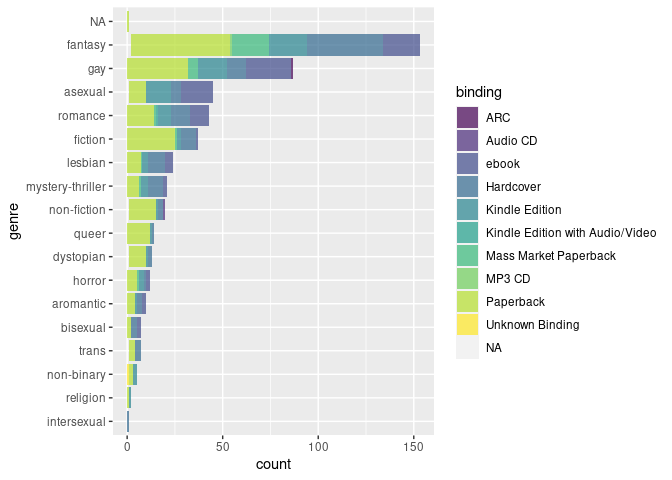 NA
fantasy
gay
asexual
romance
fiction
lesbian
mystery-thriller
non-fiction
queer
dystopian
horror
aromantic
bisexual
trans
non-binary
religion
intersexual
genre
0 50 100 150
count
binding
ARC
Audio CD
ebook
Hardcover
Kindle Edition
Kindle Edition with Audio/Video
Mass Market Paperback
MP3 CD
Paperback
Unknown Binding
NA